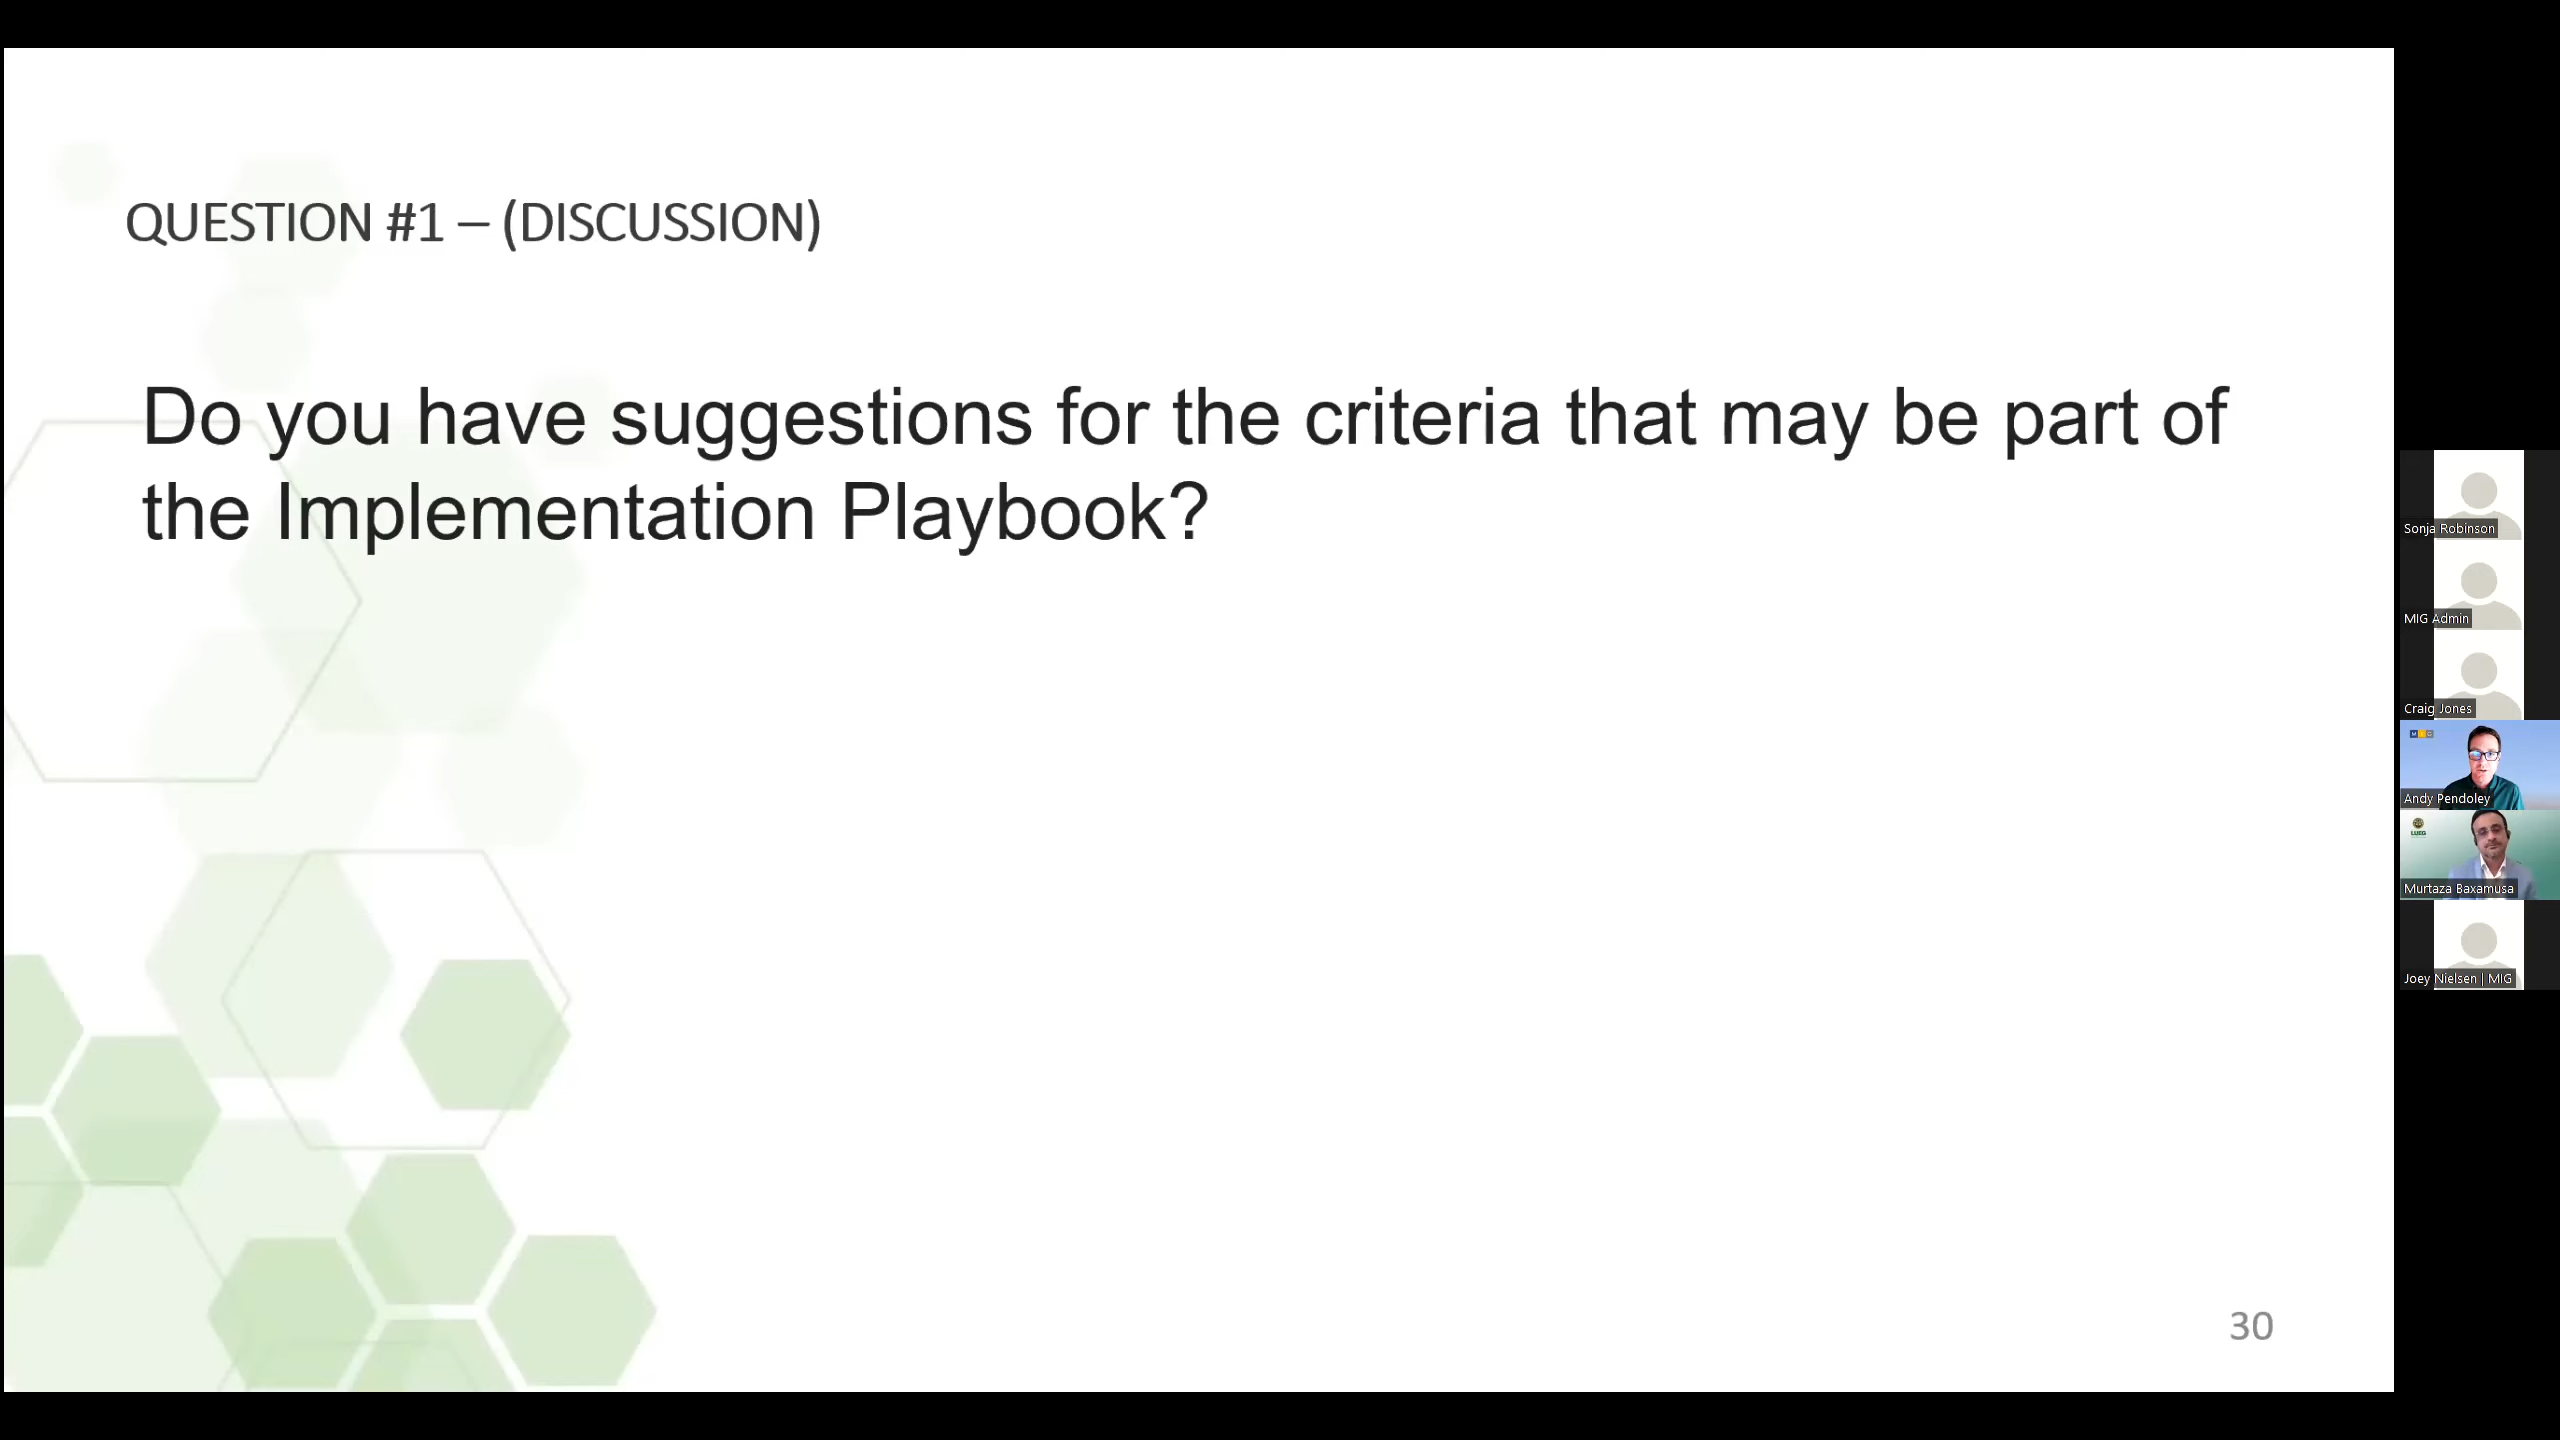 QUESTION #1 – (DISCUSSION)
Do you have suggestions for the criteria that may be part of
the Implementation Playbook?
30
Sonja Robinson
MIG Admin
Craig Jones
M I G
Andy Pendoley
LUEG
Murtaza Baxamusa
Joey Nielsen | MIG